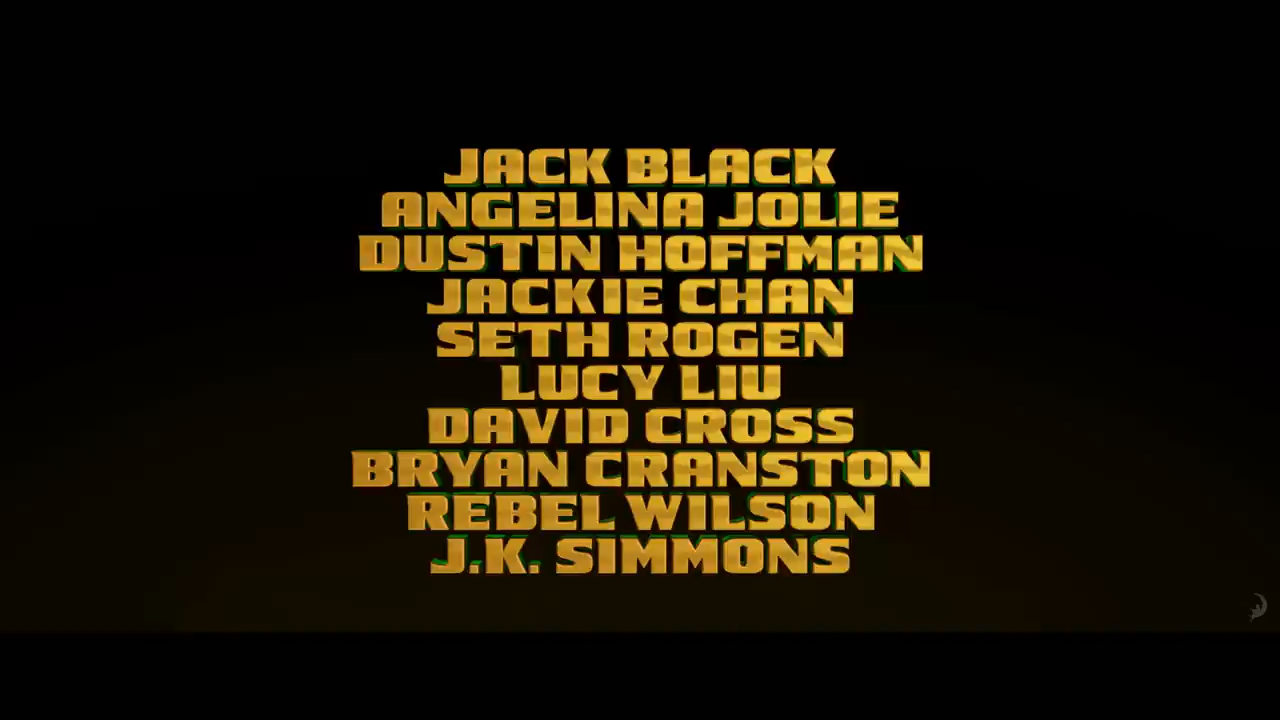 JACK BLACK
ANGELINA JOLIE
DUSTIN HOFFMAN
JACKIE CHAN
SETH ROGEN
LUCY LIU
DAVID CROSS
BRYAN CRANSTON
REBEL WILSON
J.K. SIMMONS